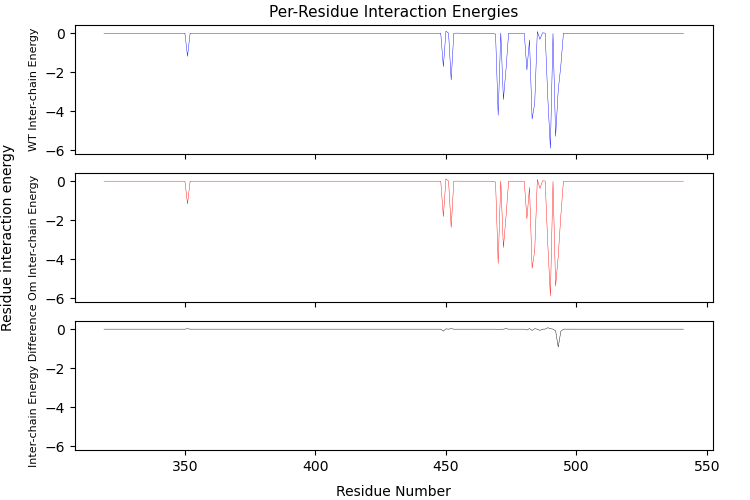 Per-Residue Interaction Energies
Residue interaction energy
WT Inter-chain Energy
0
−2
−4
−6
Om Inter-chain Energy
0
−2
−4
−6
Inter-chain Energy Difference
0
−2
−4
−6
350
400
450
500
550
Residue Number